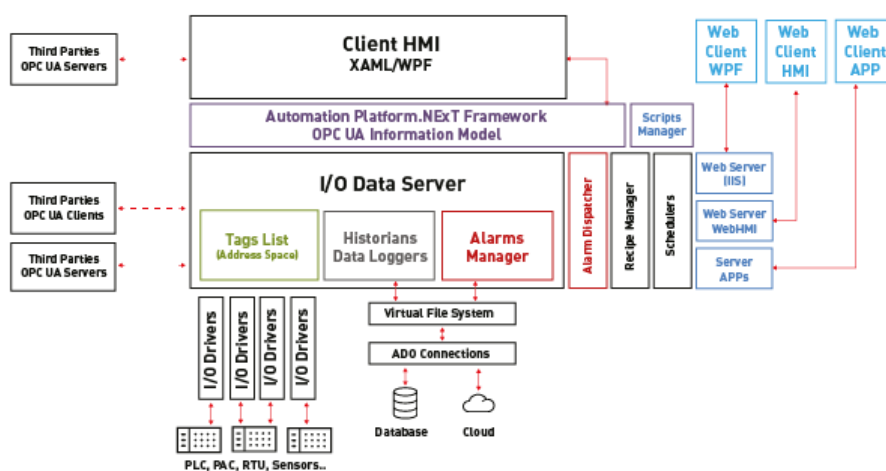 Third Parties
OPC UA Servers
Client HMI
XAML/WPF
Web
Client
WPF
Web
Client
HMI
Web
Client
APP
Automation Platform.NExT Framework
OPC UA Information Model
Scripts
Manager
Third Parties
OPC UA Clients
Third Parties
OPC UA Servers
I/O Data Server
Tags List
(Address Space)
Historians
Data Loggers
Alarms
Manager
Alarm Dispatcher
Recipe Manager
Schedulers
Web Server
(IIS)
Web Server
WebHMI
Server
APPs
I/O Drivers
I/O Drivers
I/O Drivers
I/O Drivers
Virtual File System
ADO Connections
Database
Cloud
PLC, PAC, RTU, Sensors..